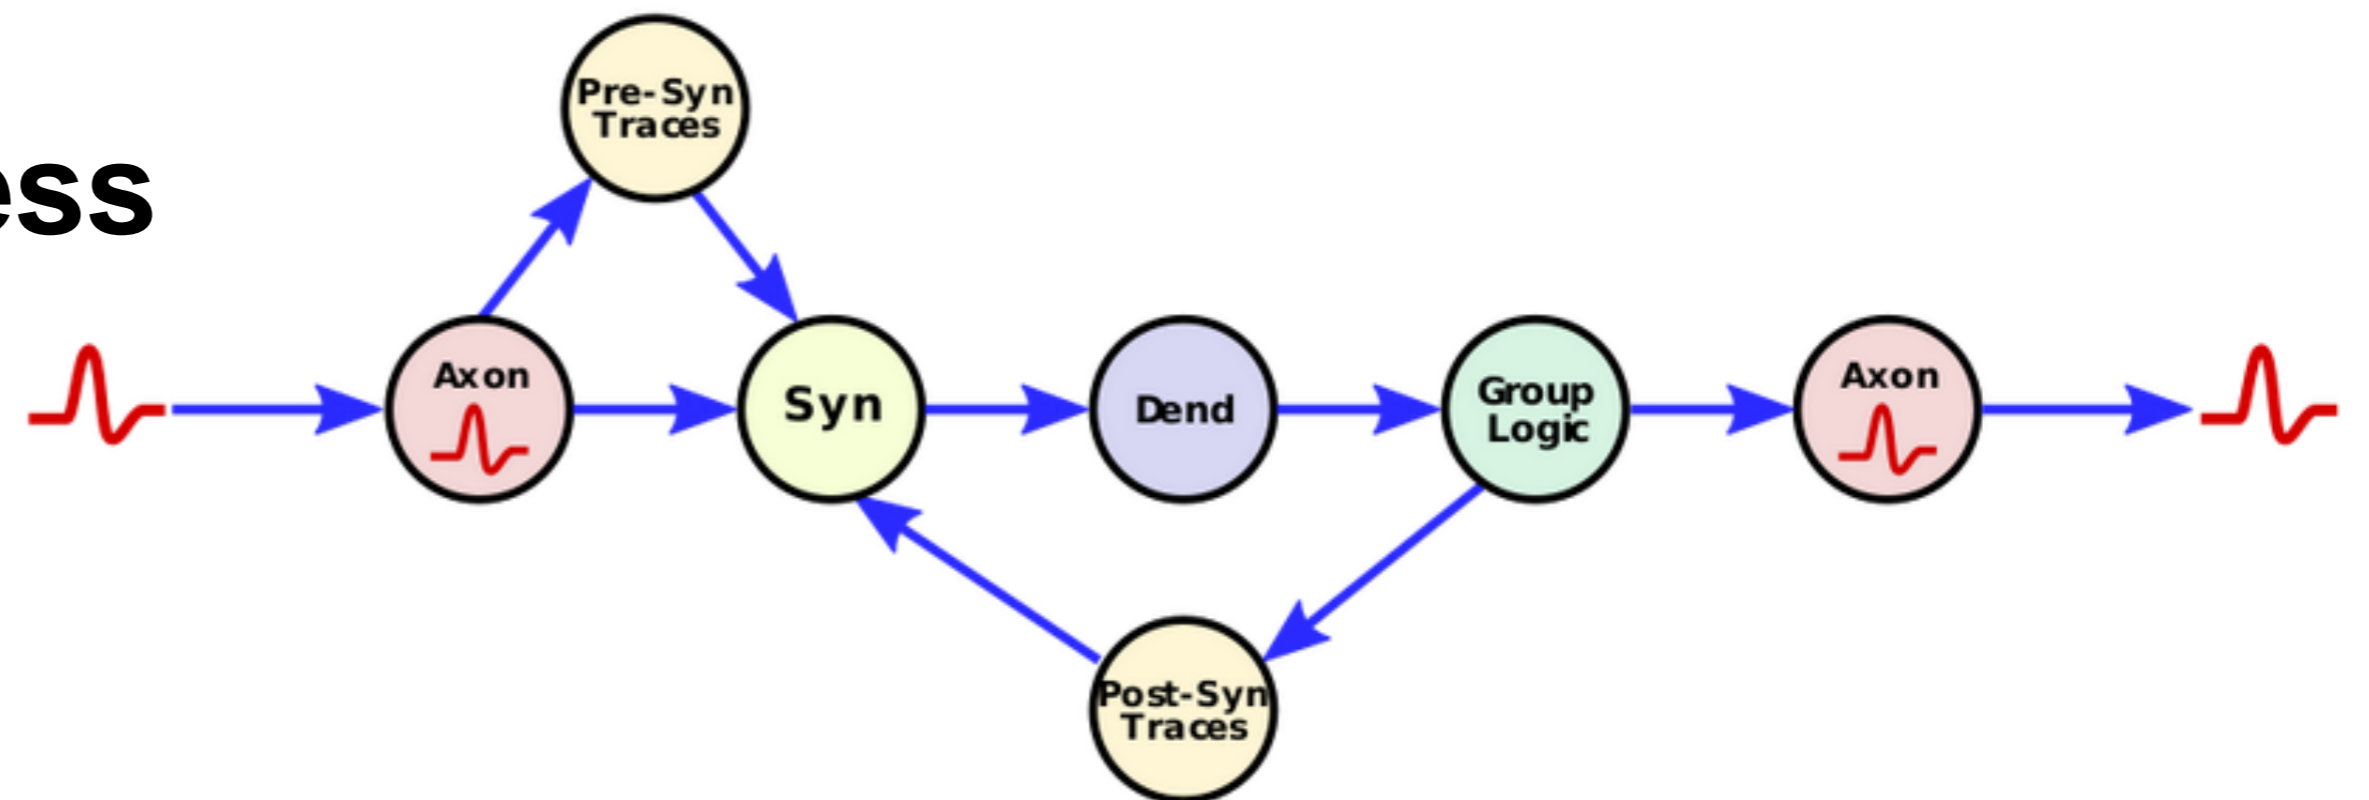 Pre-Syn
Traces
ess
Axon
Syn
Dend
Group
Logic
Axon
Post-Syn
Traces